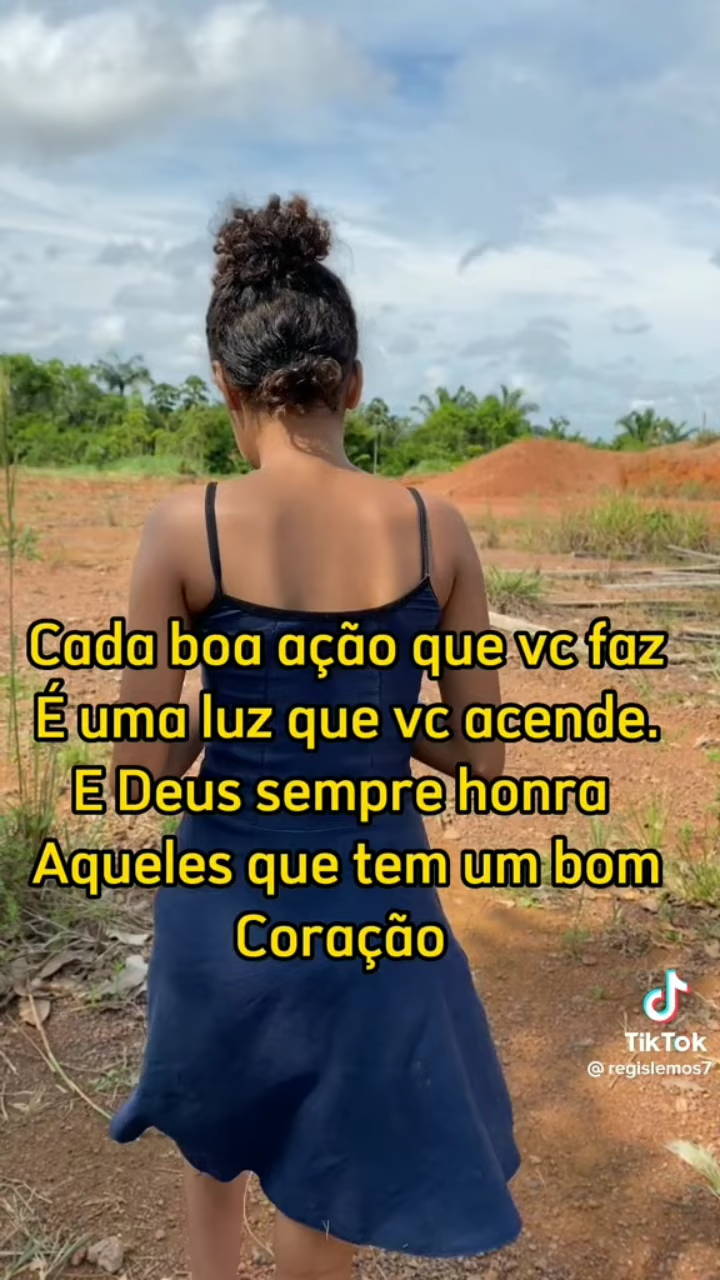 Cada boa ação que vc faz
É uma luz que vc acende.
E Deus sempre honra
Aqueles que tem um bom
Coração
TikTok
@regislemos7